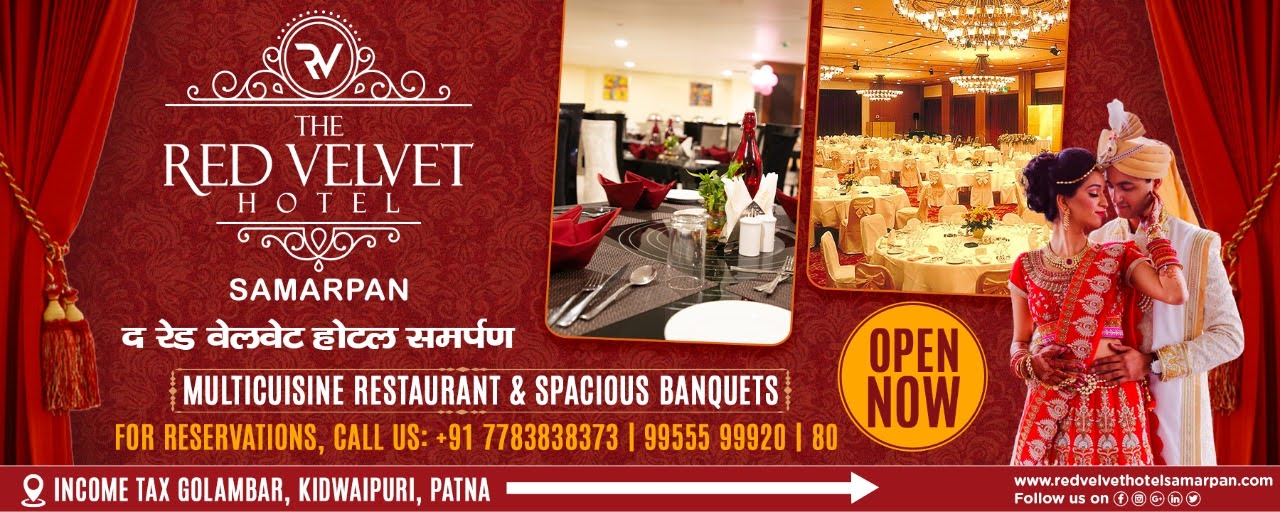 RV
THE
RED VELVET
HOTEL
SAMARPAN
द रेड वेलवेट होटल समर्पण
MULTICUISINE RESTAURANT & SPACIOUS BANQUETS
FOR RESERVATIONS, CALL US: +91 7783838373 | 99555 99920 | 80
OPEN
NOW
INCOME TAX GOLAMBAR, KIDWAIPURI, PATNA
www.redvelvethotelsamarpan.com
Follow us on